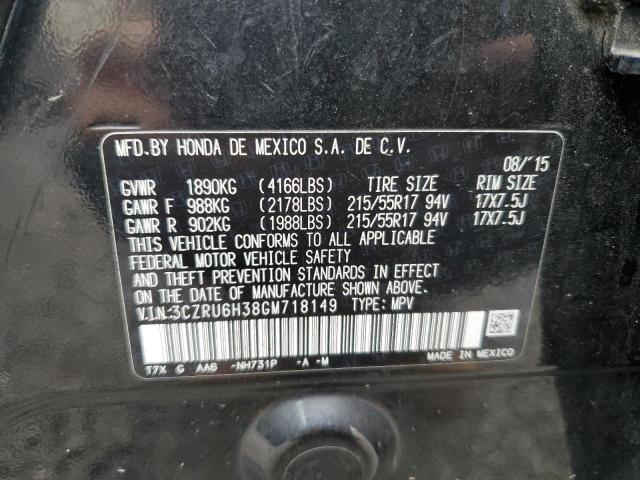 MFD.BY HONDA DE MEXICO S.A. DE C.V.
08/'15
GVWR 1890KG (4166LBS) TIRE SIZE RIM SIZE
GAWR F 988KG (2178LBS) 215/55R17 94V 17X7.5J
GAWR R 902KG (1988LBS) 215/55R17 94V 17X7.5J
THIS VEHICLE CONFORMS TO ALL APPLICABLE
FEDERAL MOTOR VEHICLE SAFETY
AND THEFT PREVENTION STANDARDS IN EFFECT
ON THE DATE OF MANUFACTURE SHOWN ABOVE.
V.I.N:3CZRU6H38GM718149 TYPE: MPV
T7X G AA6 -NH731P -A -M MADE IN MEXICO